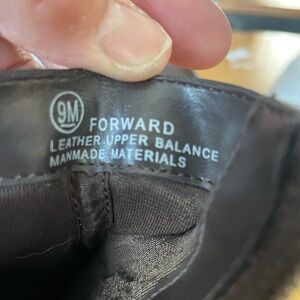 9M FORWARD
LEATHER UPPER BALANCE
MANMADE MATERIALS